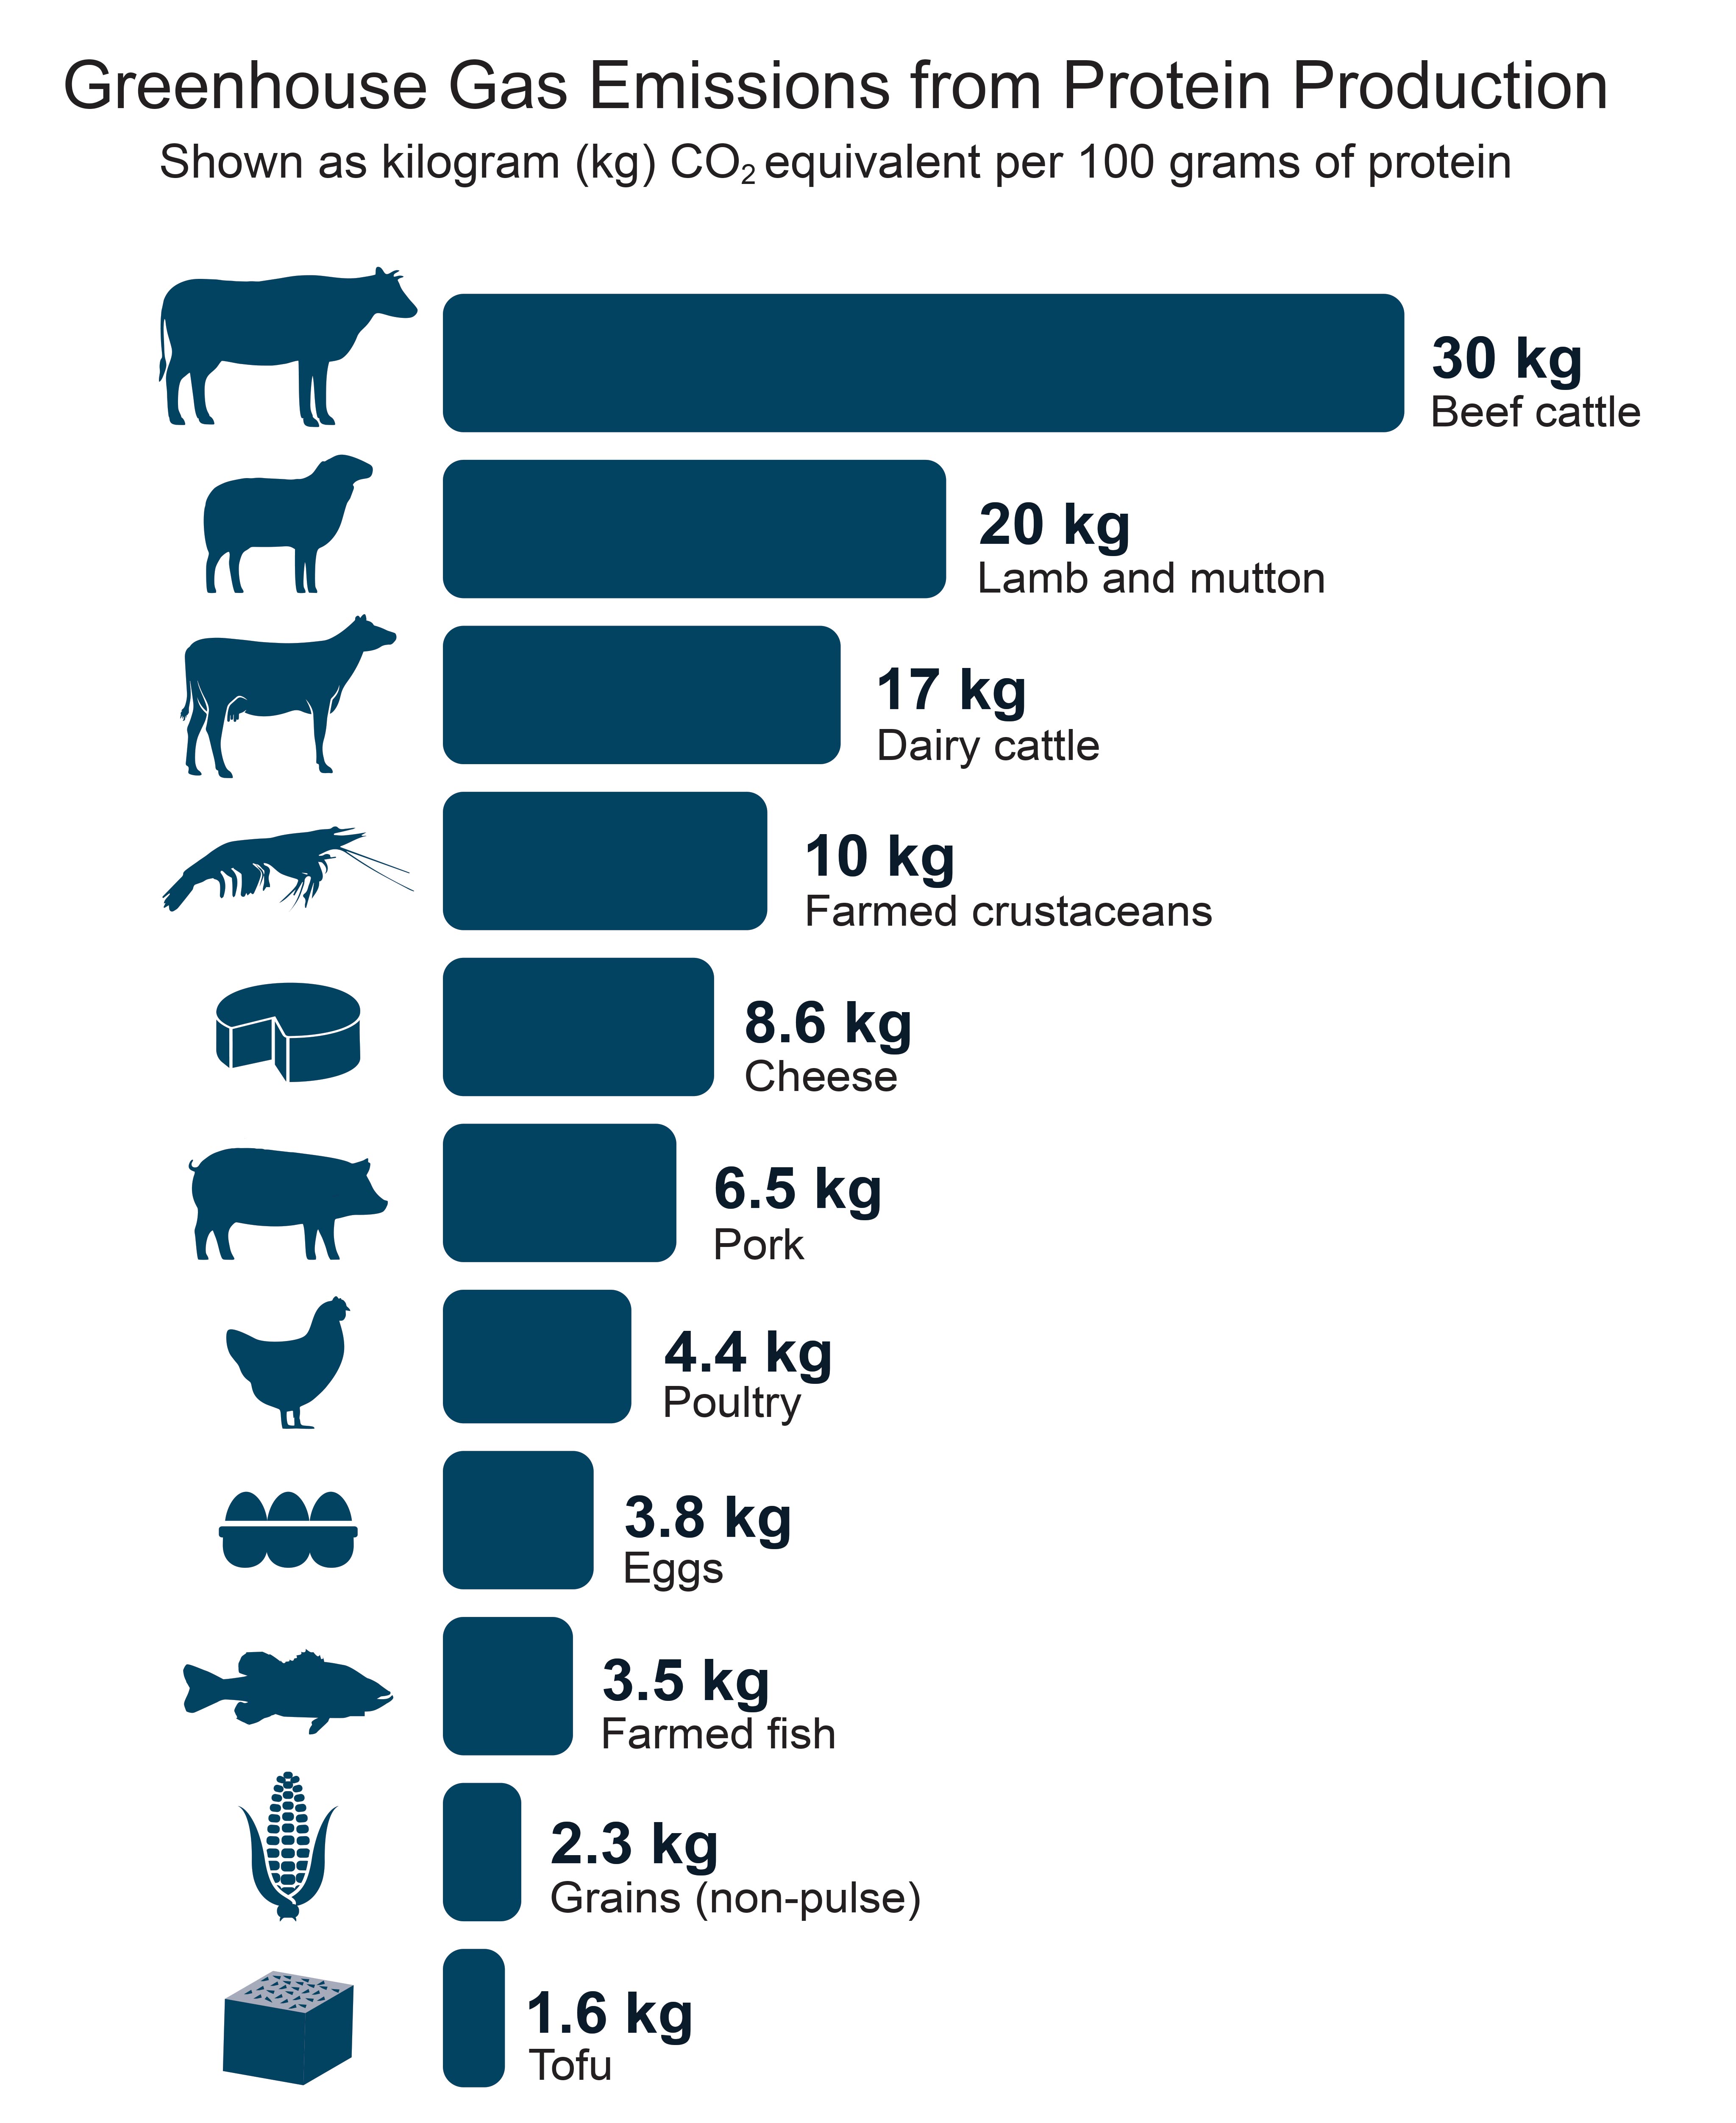 Greenhouse Gas Emissions from Protein Production
Shown as kilogram (kg) CO₂ equivalent per 100 grams of protein
30 kg
Beef cattle
20 kg
Lamb and mutton
17 kg
Dairy cattle
10 kg
Farmed crustaceans
8.6 kg
Cheese
6.5 kg
Pork
4.4 kg
Poultry
3.8 kg
Eggs
3.5 kg
Farmed fish
2.3 kg
Grains (non-pulse)
1.6 kg
Tofu